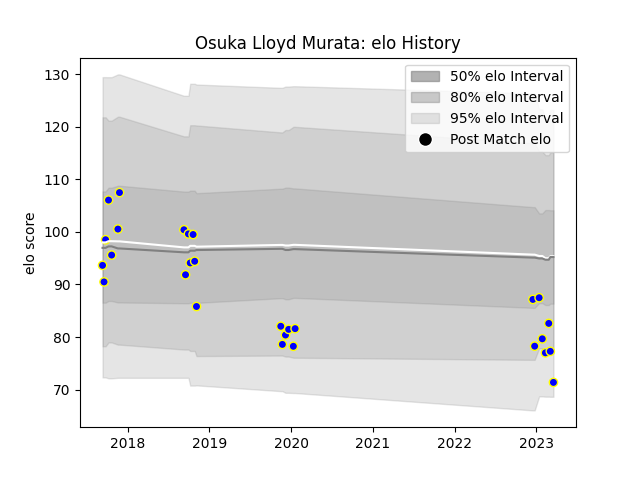 Osuka Lloyd Murata: elo History
50% elo Interval
80% elo Interval
95% elo Interval
Post Match elo
elo score
130
120
110
100
90
80
70
2018
2019
2020
2021
2022
2023